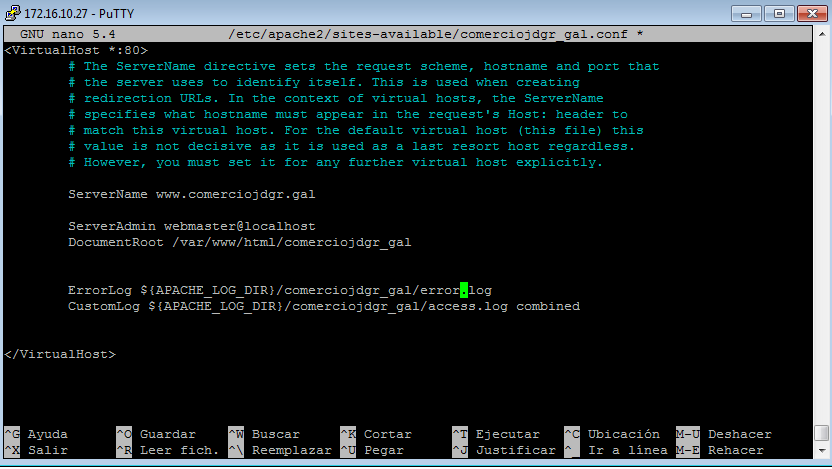 172.16.10.27 - PuTTY
GNU nano 5.4 /etc/apache2/sites-available/comerciojdgr_gal.conf *
<VirtualHost *:80>
# The ServerName directive sets the request scheme, hostname and port that
# the server uses to identify itself. This is used when creating
# redirection URLs. In the context of virtual hosts, the ServerName
# specifies what hostname must appear in the request's Host: header to
# match this virtual host. For the default virtual host (this file) this
# value is not decisive as it is used as a last resort host regardless.
# However, you must set it for any further virtual host explicitly.
ServerName www.comerciojdgr.gal
ServerAdmin webmaster@localhost
DocumentRoot /var/www/html/comerciojdgr_gal
ErrorLog ${APACHE_LOG_DIR}/comerciojdgr_gal/error.log
CustomLog ${APACHE_LOG_DIR}/comerciojdgr_gal/access.log combined
</VirtualHost>
^G Ayuda ^O Guardar ^W Buscar ^K Cortar ^T Ejecutar ^C Ubicación M-U Deshacer
^X Salir ^R Leer fich. ^\ Reemplazar ^U Pegar ^J Justificar ^_ Ir a línea M-E Rehacer